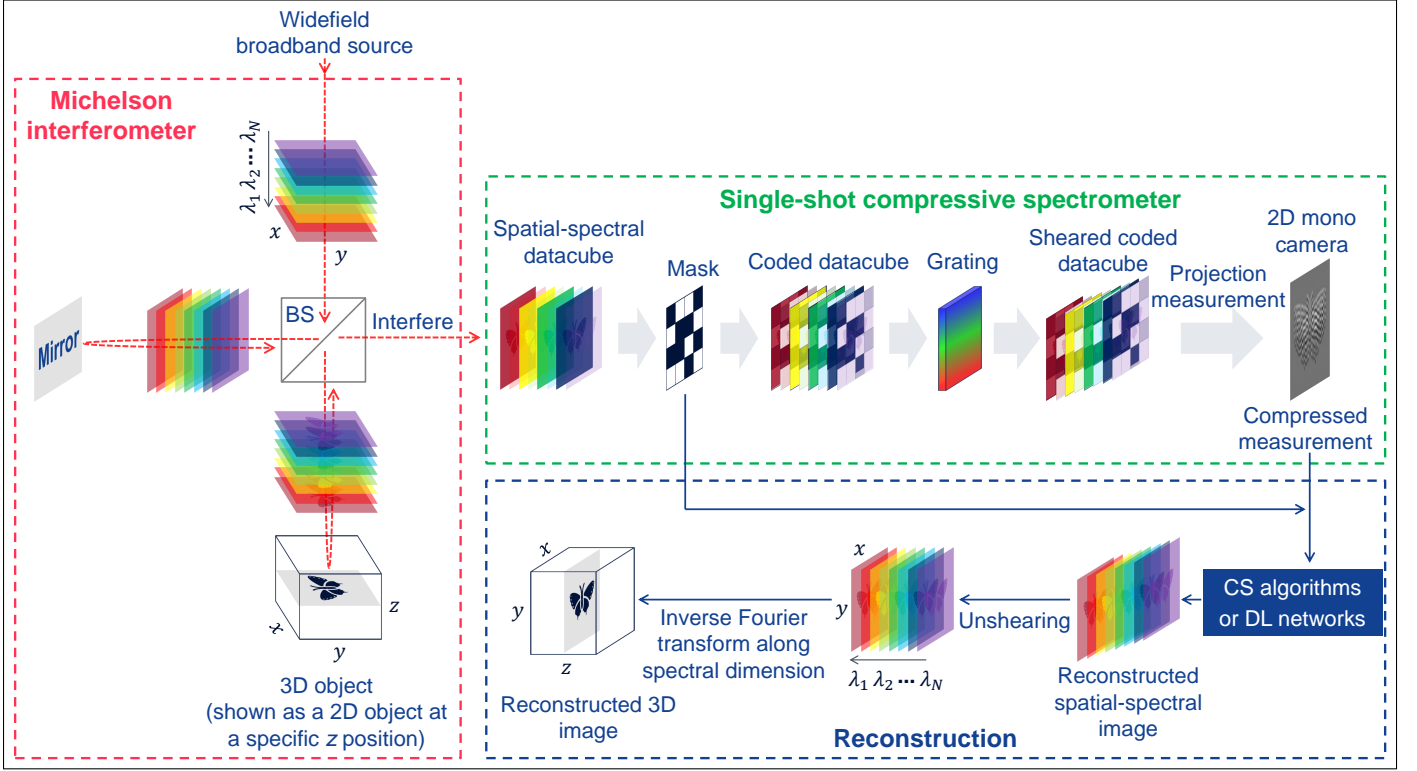 Widefield
broadband source
Michelson
interferometer
λ1 λ2 ... λN
x
y
Mirror
BS
Interfere
x
y
z
3D object
(shown as a 2D object at
a specific z position)
Single-shot compressive spectrometer
Spatial-spectral
datacube
Mask
Coded datacube
Grating
Sheared coded
datacube
Projection
measurement
2D mono
camera
Compressed
measurement
CS algorithms
or DL networks
Reconstructed
spatial-spectral
image
Unshearing
x
y
λ1 λ2 ... λN
Inverse Fourier
transform along
spectral dimension
x
y
z
Reconstructed 3D
image
Reconstruction